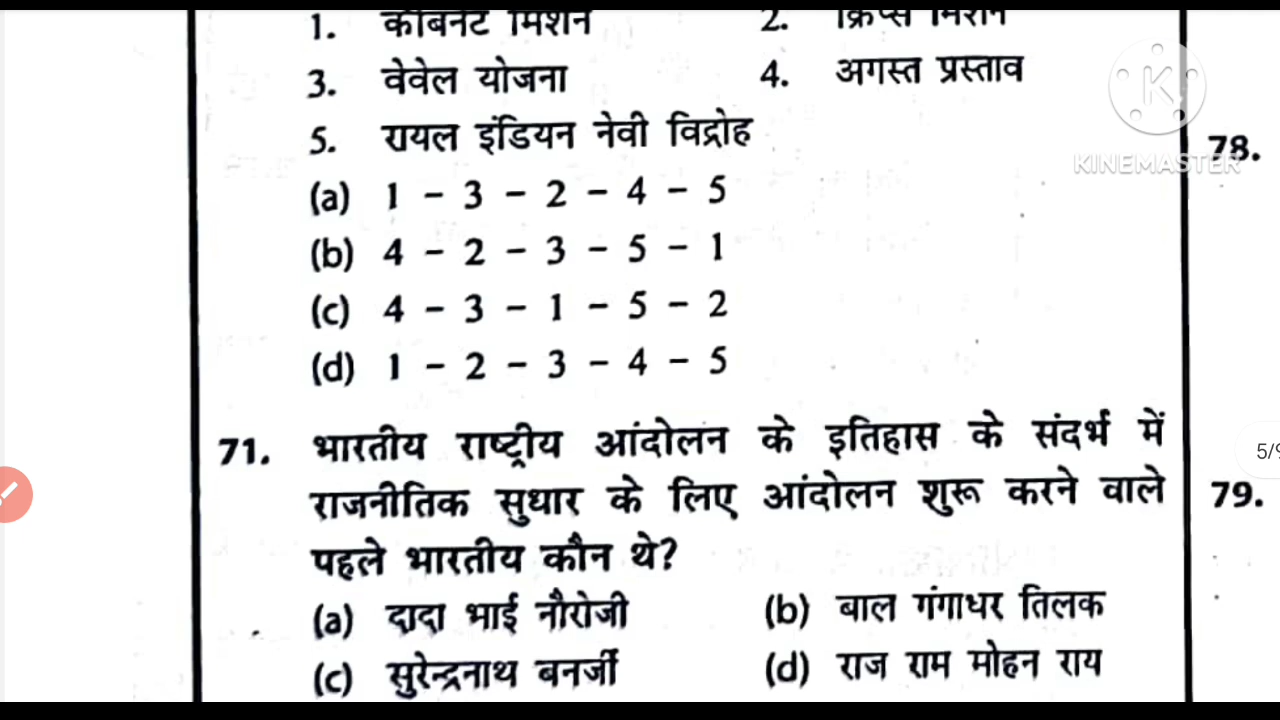 1. कैबिनेट मिशन 2. क्रिप्स मिशन
3. वेवेल योजना 4. अगस्त प्रस्ताव
5. रायल इंडियन नेवी विद्रोह
(a) 1 - 3 - 2 - 4 - 5
(b) 4 - 2 - 3 - 5 - 1
(c) 4 - 3 - 1 - 5 - 2
(d) 1 - 2 - 3 - 4 - 5
71. भारतीय राष्ट्रीय आंदोलन के इतिहास के संदर्भ में
राजनीतिक सुधार के लिए आंदोलन शुरू करने वाले
पहले भारतीय कौन थे?
(a) दादा भाई नौरोजी (b) बाल गंगाधर तिलक
(c) सुरेन्द्रनाथ बनर्जी (d) राज राम मोहन राय
K
KINEMASTER
78.
5/9
79.